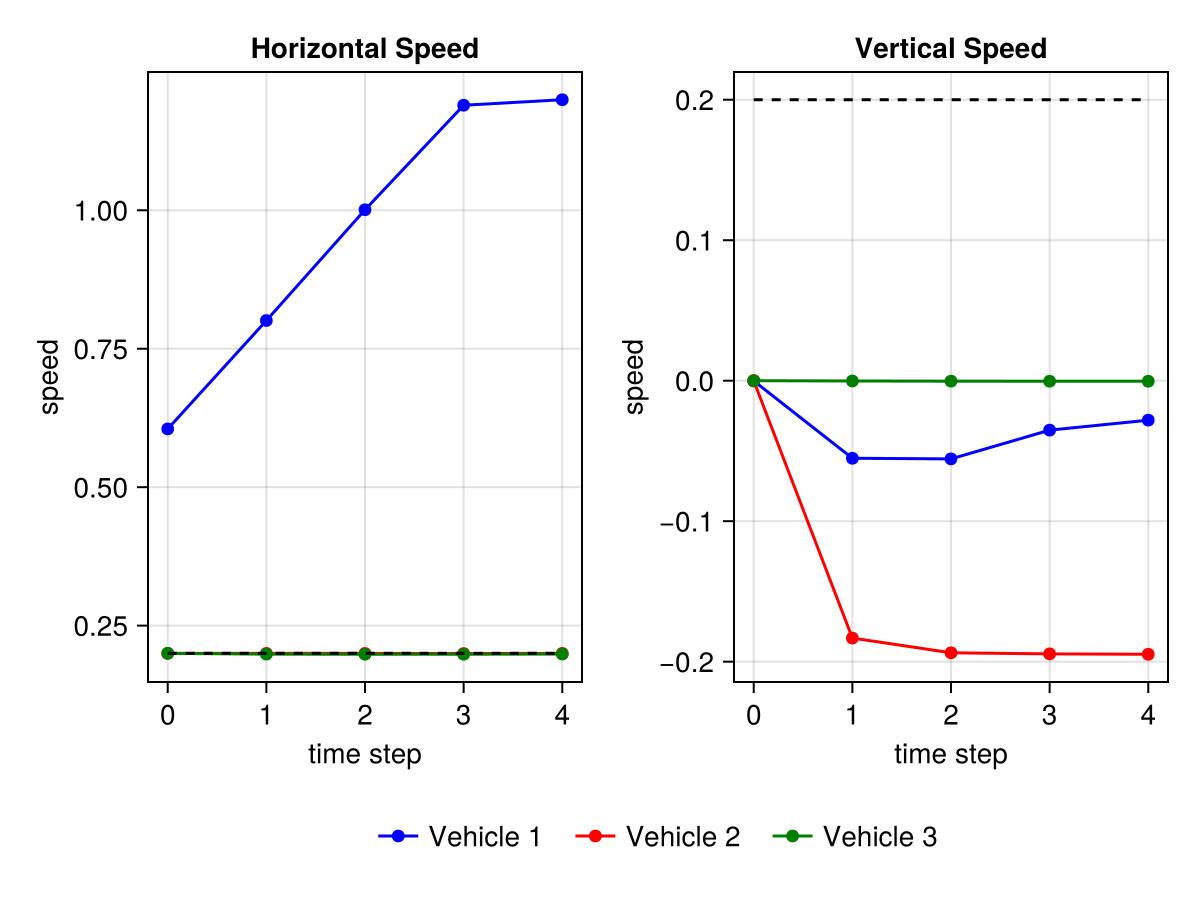 Horizontal Speed
speed
1.00
0.75
0.50
0.25
0 1 2 3 4
time step
Vertical Speed
speed
0.2
0.1
0.0
−0.1
−0.2
0 1 2 3 4
time step
Vehicle 1 Vehicle 2 Vehicle 3